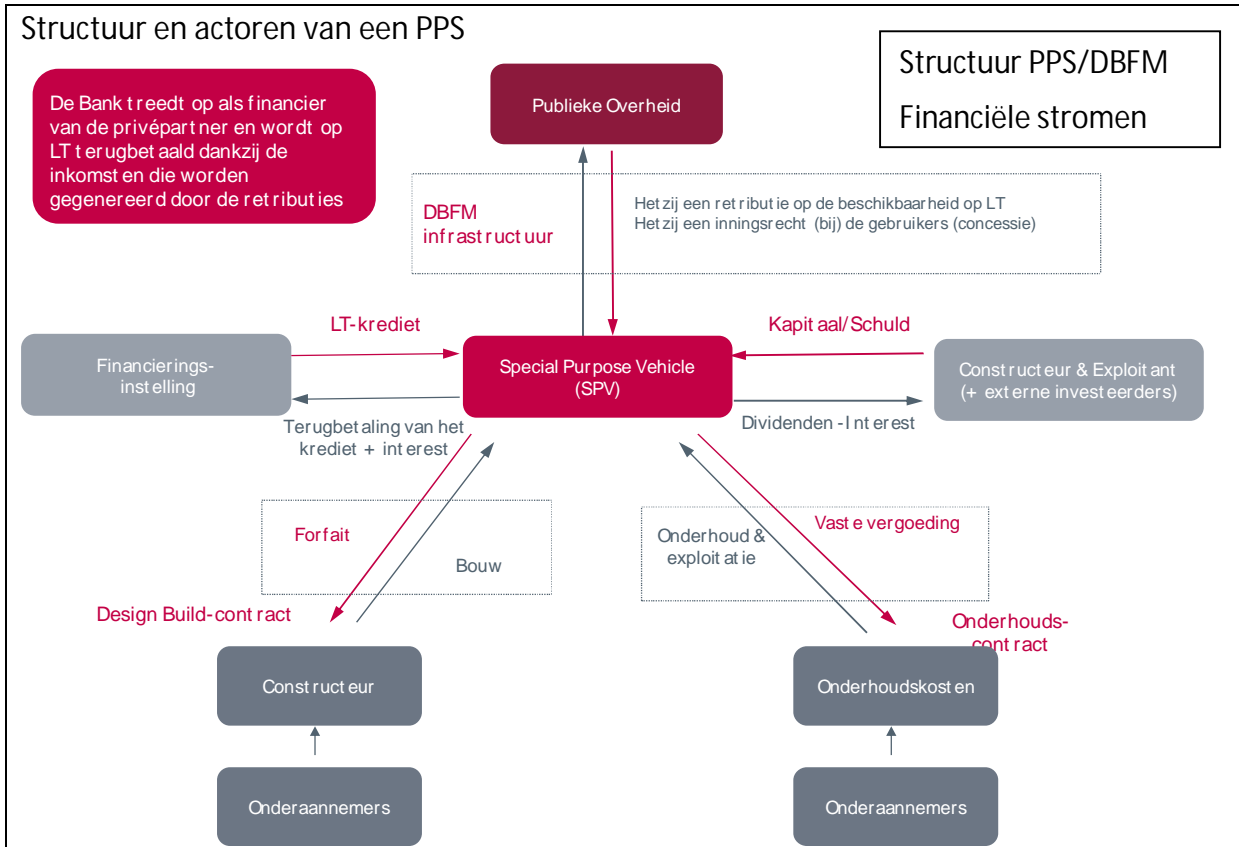 Structuur en actoren van een PPS
Structuur PPS/DBFM
Financiële stromen
De Bank treedt op als financier
van de privépartner en wordt op
LT terugbetaald dankzij de
inkomsten die worden
gegenereerd door de retributies
Publieke Overheid
DBFM
infrastructuur
Het zij een retributie op de beschikbaarheid op LT
Het zij een inningsrecht (bij) de gebruikers (concessie)
LT-krediet
Kapitaal/Schuld
Financierings-
instelling
Special Purpose Vehicle
(SPV)
Constructeur & Exploitant
(+ externe investeerders)
Terugbetaling van het
krediet + interest
Dividenden -Interest
Forfait
Bouw
Onderhoud &
exploitatie
Vaste vergoeding
Design Build-contract
Onderhouds-
contract
Constructeur
Onderhoudskosten
Onderaannemers
Onderaannemers